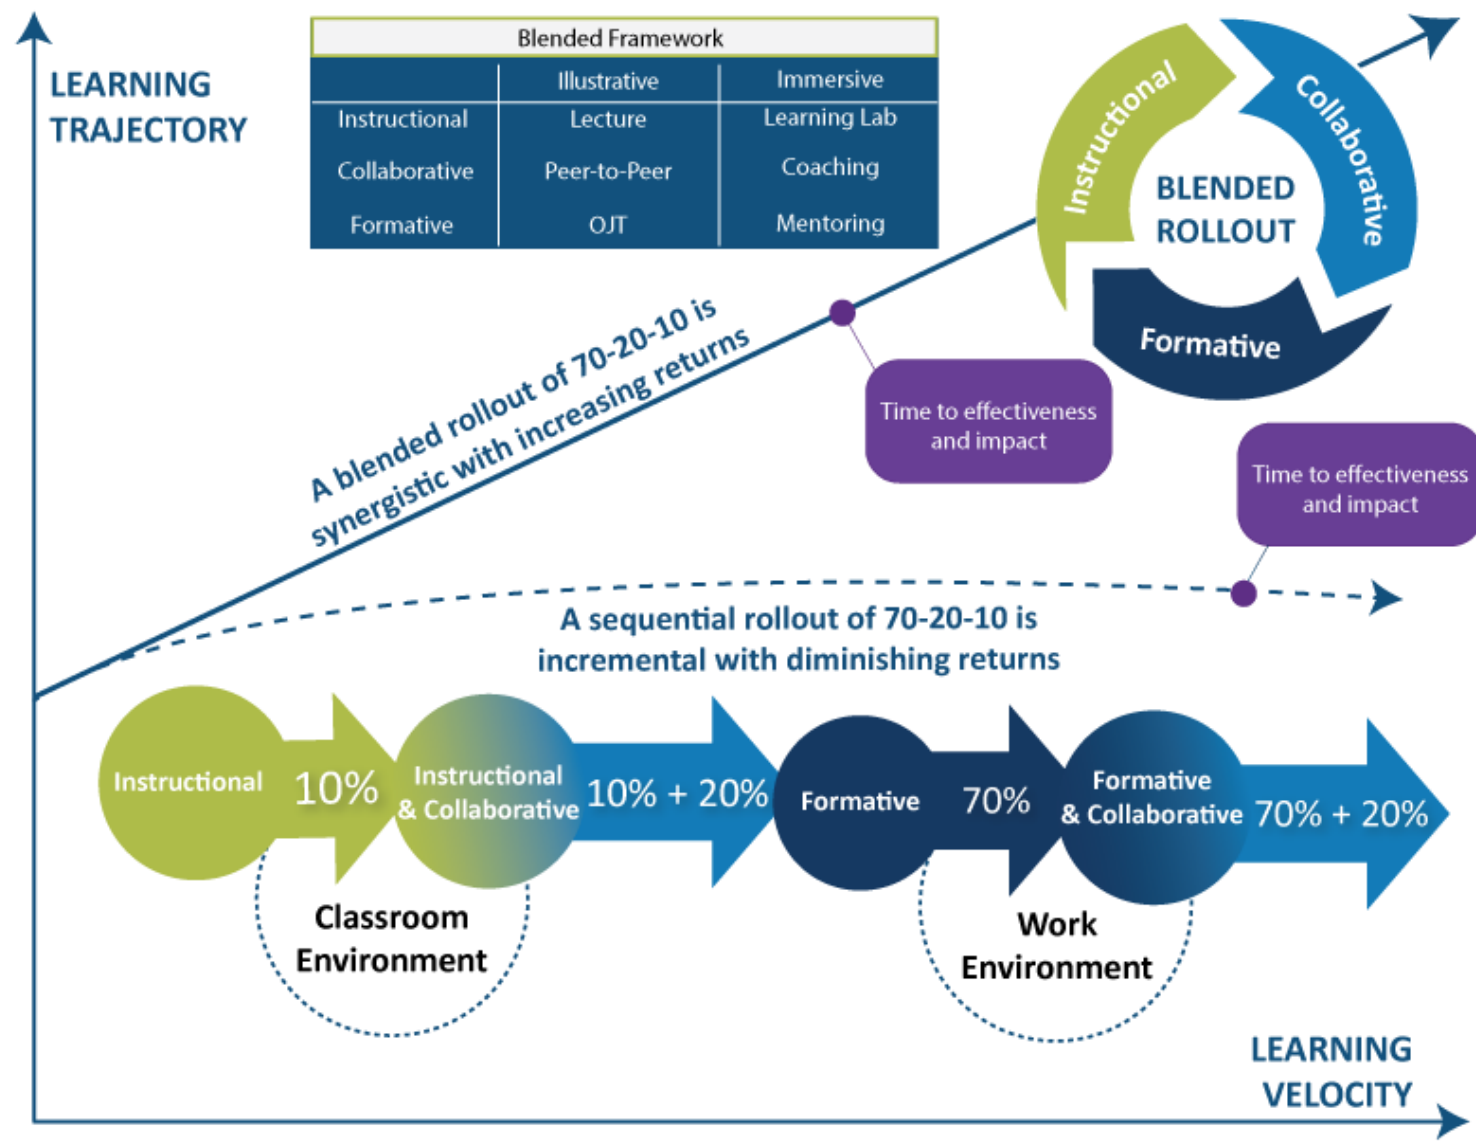 LEARNING
TRAJECTORY
Blended Framework
Illustrative Immersive
Instructional Lecture Learning Lab
Collaborative Peer-to-Peer Coaching
Formative OJT Mentoring
Instructional
Collaborative
Formative
BLENDED
ROLLOUT
A blended rollout of 70-20-10 is
synergistic with increasing returns
Time to effectiveness
and impact
Time to effectiveness
and impact
A sequential rollout of 70-20-10 is
incremental with diminishing returns
Instructional
10%
Instructional
& Collaborative
10% + 20%
Formative
70%
Formative
& Collaborative
70% + 20%
Classroom
Environment
Work
Environment
LEARNING
VELOCITY